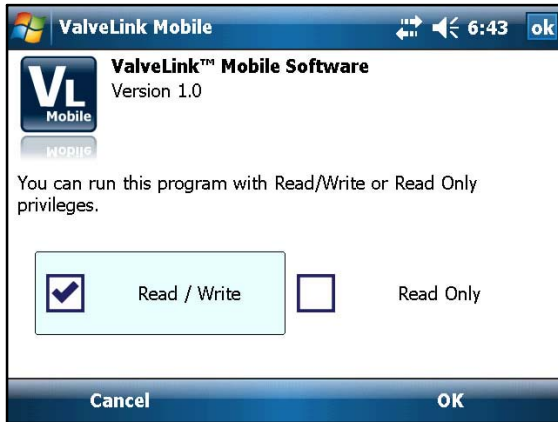 ValveLink Mobile 6:43 ok
ValveLink™ Mobile Software
Version 1.0
VL
Mobile
You can run this program with Read/Write or Read Only
privileges.
Read / Write Read Only
Cancel OK